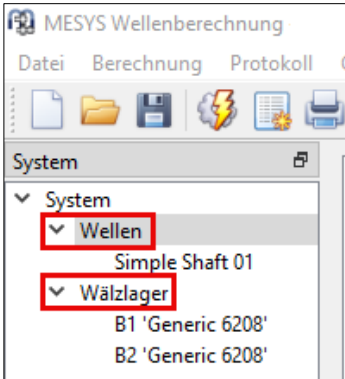 MESYS Wellenberechnung
Datei Berechnung Protokoll
System
System
Wellen
Simple Shaft 01
Wälzlager
B1 'Generic 6208'
B2 'Generic 6208'